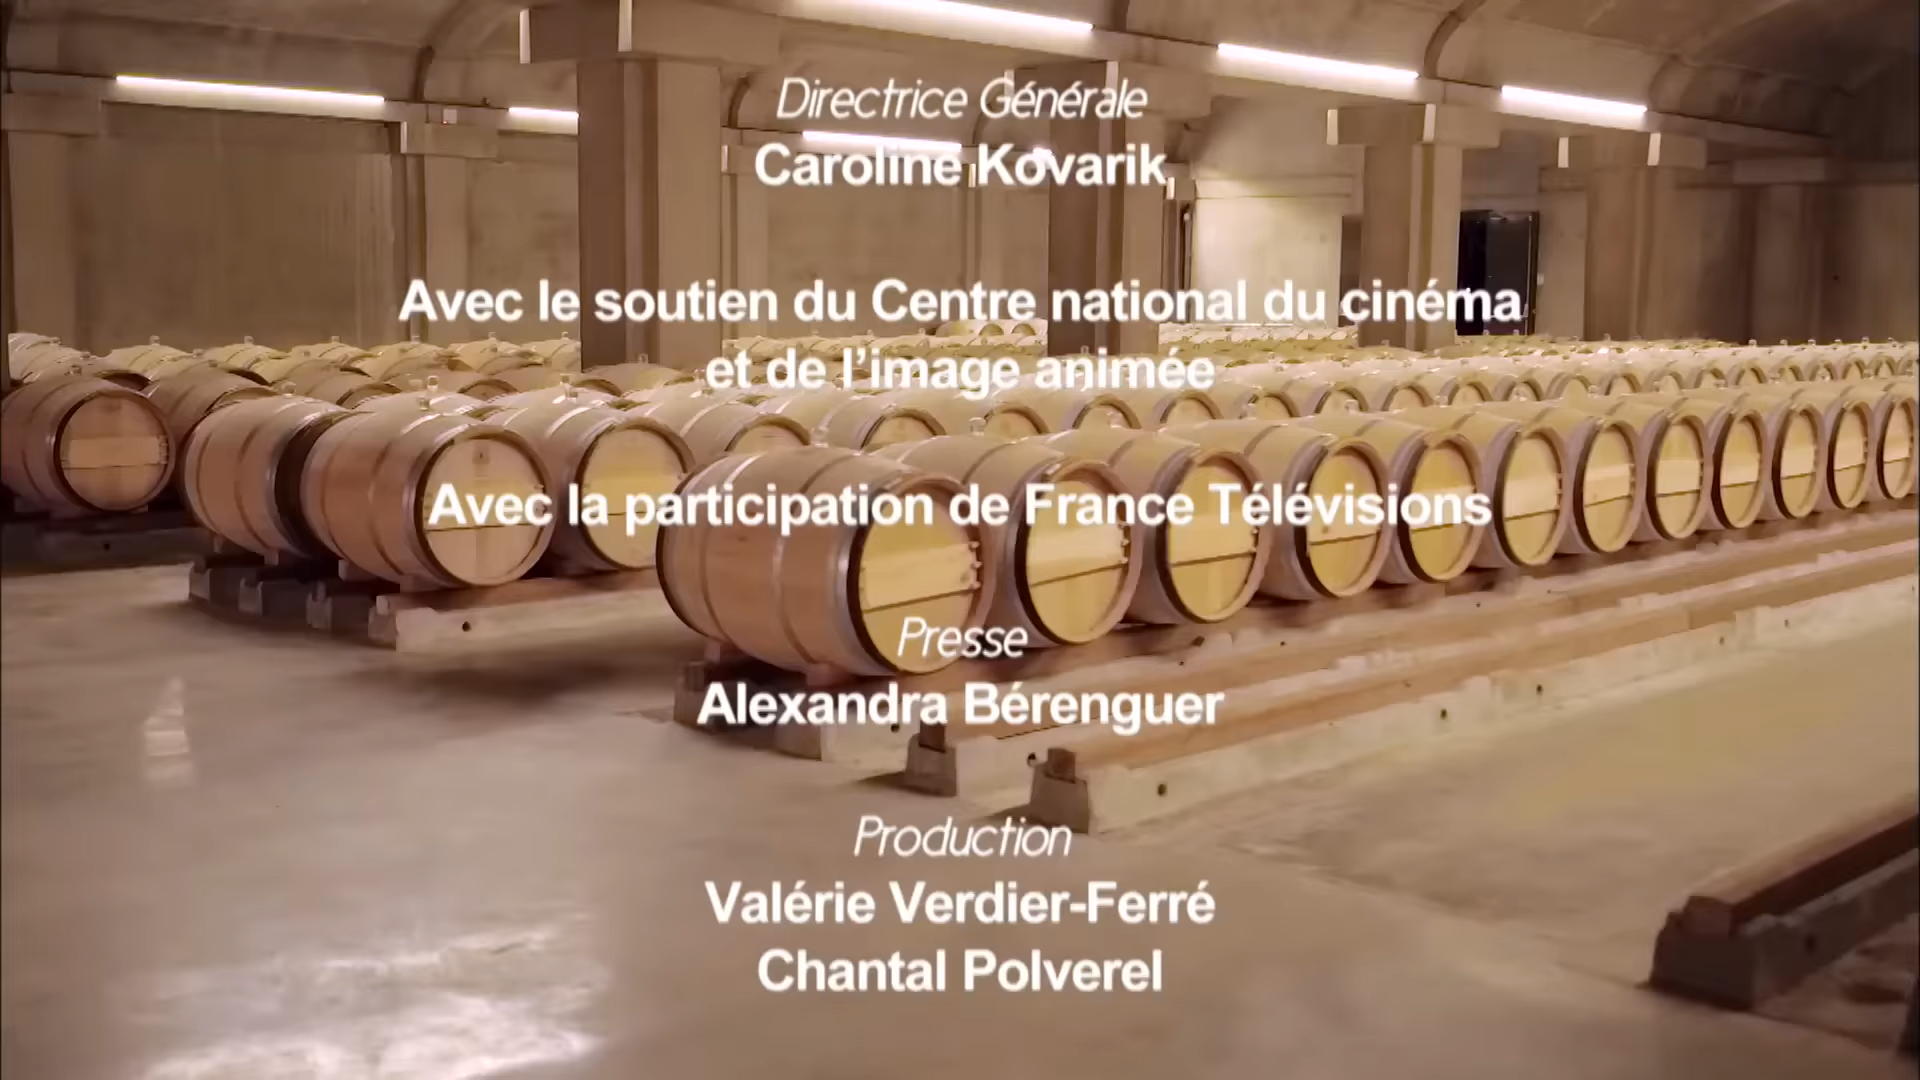 Directrice Générale
Caroline Kovarik
Avec le soutien du Centre national du cinéma
et de l’image animée
Avec la participation de France Télévisions
Presse
Alexandra Bérenguer
Production
Valérie Verdier-Ferré
Chantal Polverel